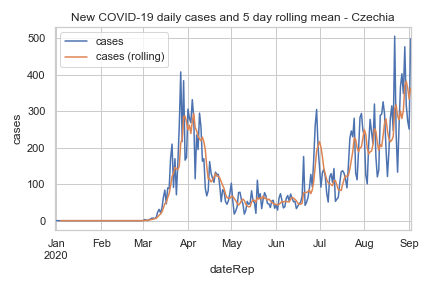 New COVID-19 daily cases and 5 day rolling mean - Czechia
cases
cases (rolling)
500
400
300
200
100
0
cases
Jan Feb Mar Apr May Jun Jul Aug Sep
2020
dateRep